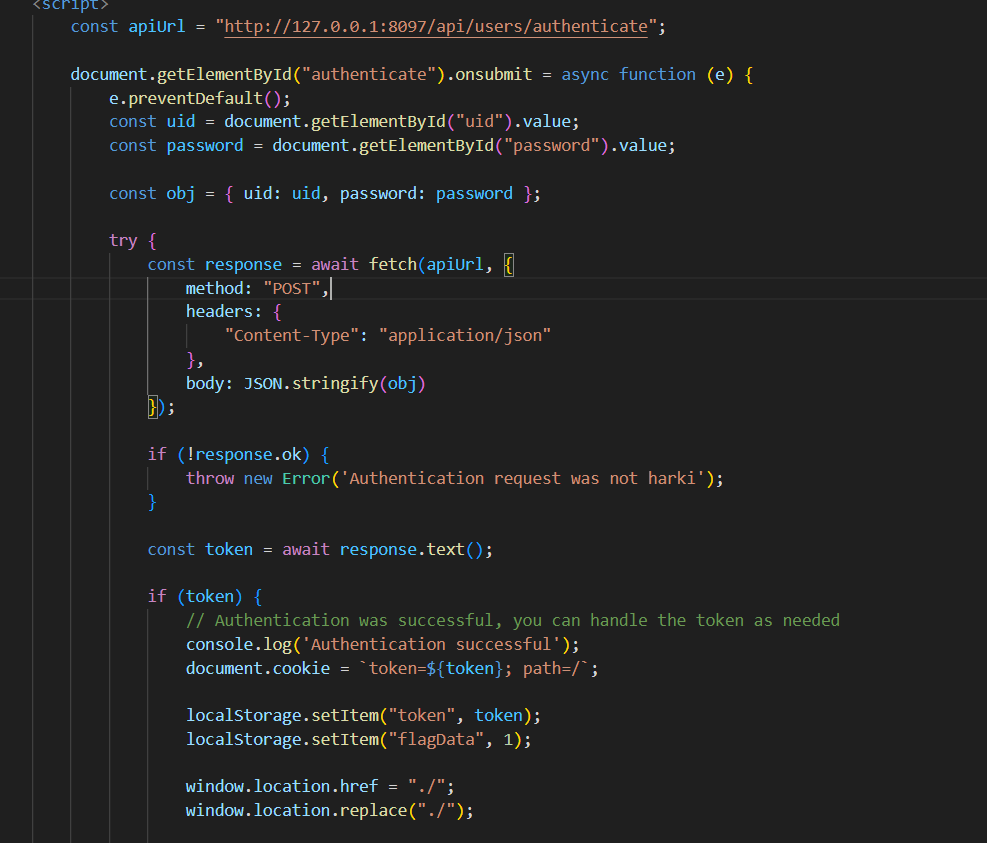 <script>
const apiUrl = "http://127.0.0.1:8097/api/users/authenticate";
document.getElementById("authenticate").onsubmit = async function (e) {
e.preventDefault();
const uid = document.getElementById("uid").value;
const password = document.getElementById("password").value;
const obj = { uid: uid, password: password };
try {
const response = await fetch(apiUrl, {
method: "POST",
headers: {
"Content-Type": "application/json"
},
body: JSON.stringify(obj)
});
if (!response.ok) {
throw new Error('Authentication request was not harki');
}
const token = await response.text();
if (token) {
// Authentication was successful, you can handle the token as needed
console.log('Authentication successful');
document.cookie = `token=${token}; path=/`;
localStorage.setItem("token", token);
localStorage.setItem("flagData", 1);
window.location.href = "./";
window.location.replace("./");